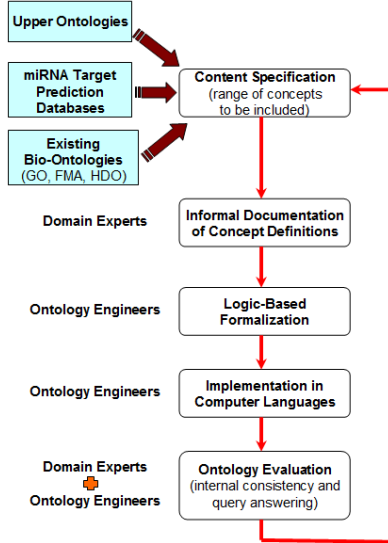 Upper Ontologies
miRNA Target
Prediction
Databases
Existing
Bio-Ontologies
(GO, FMA, HDO)
Content Specification
(range of concepts
to be included)
Domain Experts
Informal Documentation
of Concept Definitions
Ontology Engineers
Logic-Based
Formalization
Ontology Engineers
Implementation in
Computer Languages
Domain Experts
Ontology Engineers
Ontology Evaluation
(internal consistency and
query answering)